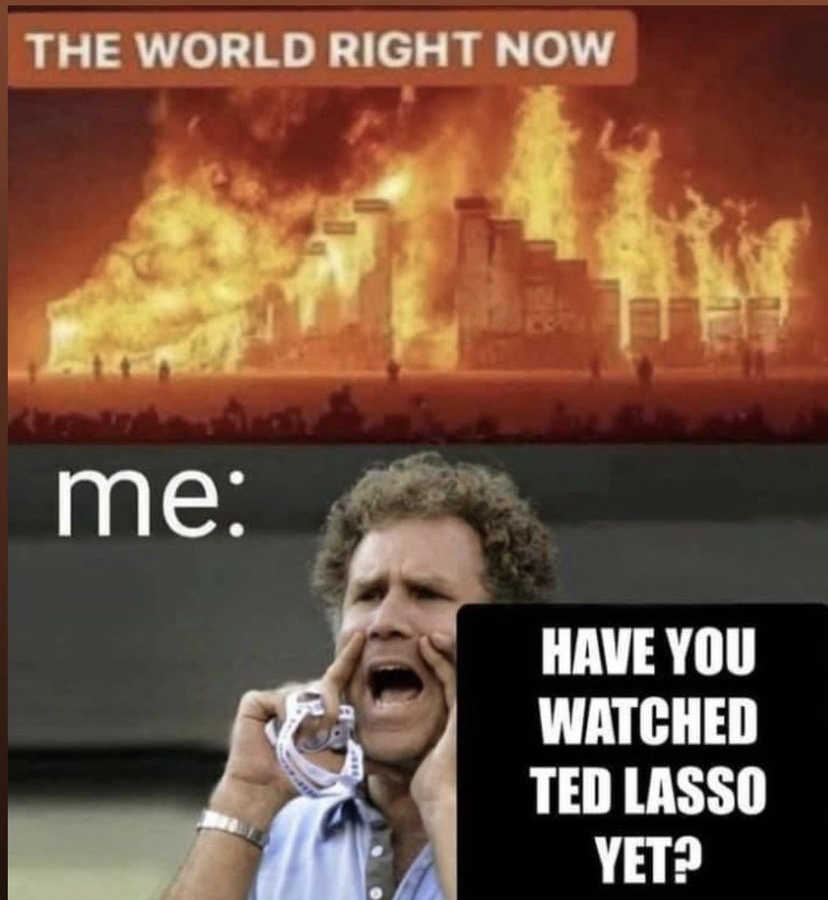 THE WORLD RIGHT NOW
me:
HAVE YOU
WATCHED
TED LASSO
YET?